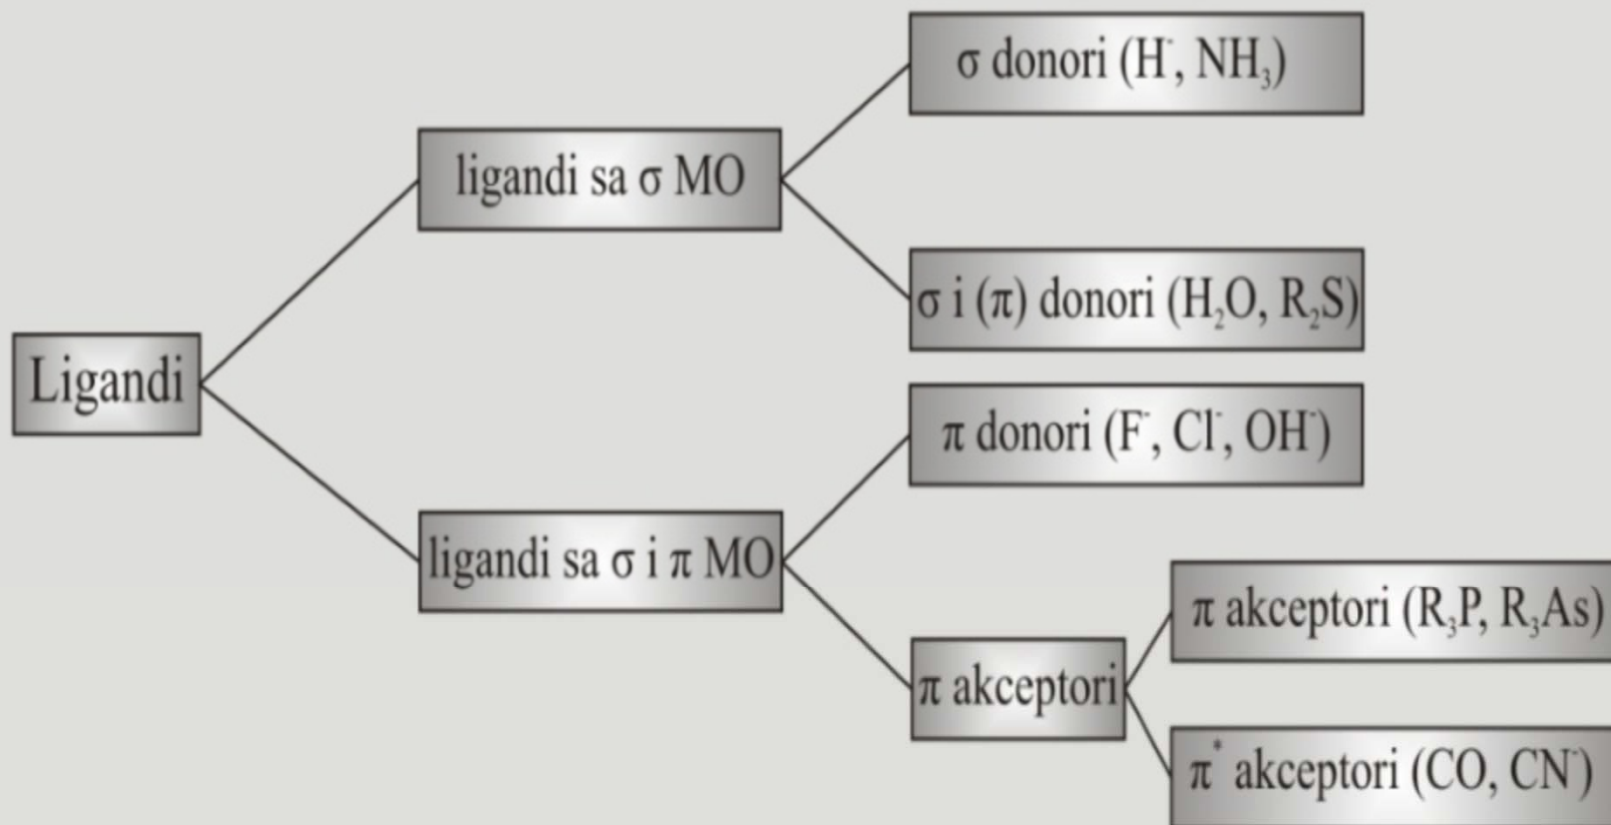 Ligandi
ligandi sa σ MO
σ donori (H⁻, NH₃)
σ i (π) donori (H₂O, R₂S)
ligandi sa σ i π MO
π donori (F⁻, Cl⁻, OH⁻)
π akceptori
π akceptori (R₃P, R₃As)
π* akceptori (CO, CN⁻)